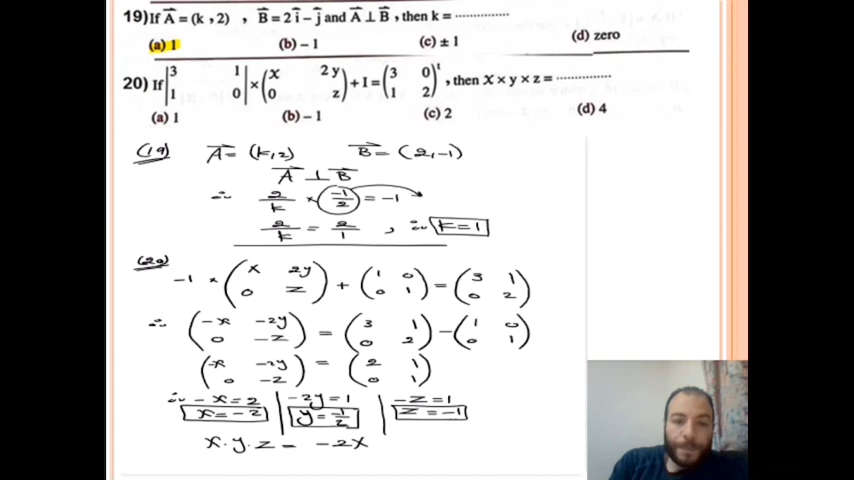 19) If A⃗ = (k , 2) , B⃗ = 2 i⃗ – j⃗ and A⃗ ⊥ B⃗ , then k = ··············
(a) 1 (b) – 1 (c) ± 1 (d) zero
20) If |3 1; 1 0| × (x 2y; 0 z) + I = (3 0; 1 2)ᵗ , then x × y × z = ··············
(a) 1 (b) – 1 (c) 2 (d) 4
(19) A⃗ = (k, 2) B⃗ = (2, -1)
A⃗ ⊥ B⃗
∴ 2/k × -1/2 = -1
2/k = 2/1 , ∴ k = 1
(20)
-1 × (x 2y; 0 z) + (1 0; 0 1) = (3 1; 0 2)
∴ (-x -2y; 0 -z) = (3 1; 0 2) - (1 0; 0 1)
(-x -2y; 0 -z) = (2 1; 0 1)
∴ -x = 2 | -2y = 1 | -z = 1
x = -2 | y = -1/2 | z = -1
x . y . z = -2x